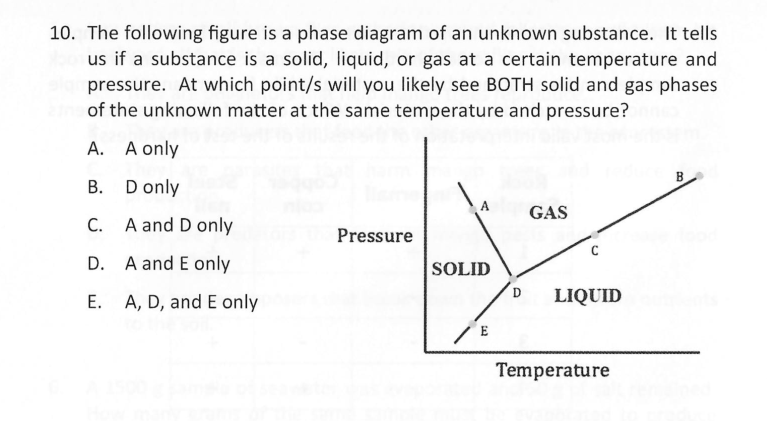 10. The following figure is a phase diagram of an unknown substance. It tells
us if a substance is a solid, liquid, or gas at a certain temperature and
pressure. At which point/s will you likely see BOTH solid and gas phases
of the unknown matter at the same temperature and pressure?
A. A only
B. D only
C. A and D only
D. A and E only
E. A, D, and E only
Pressure
A
B
GAS
C
SOLID
D
LIQUID
E
Temperature